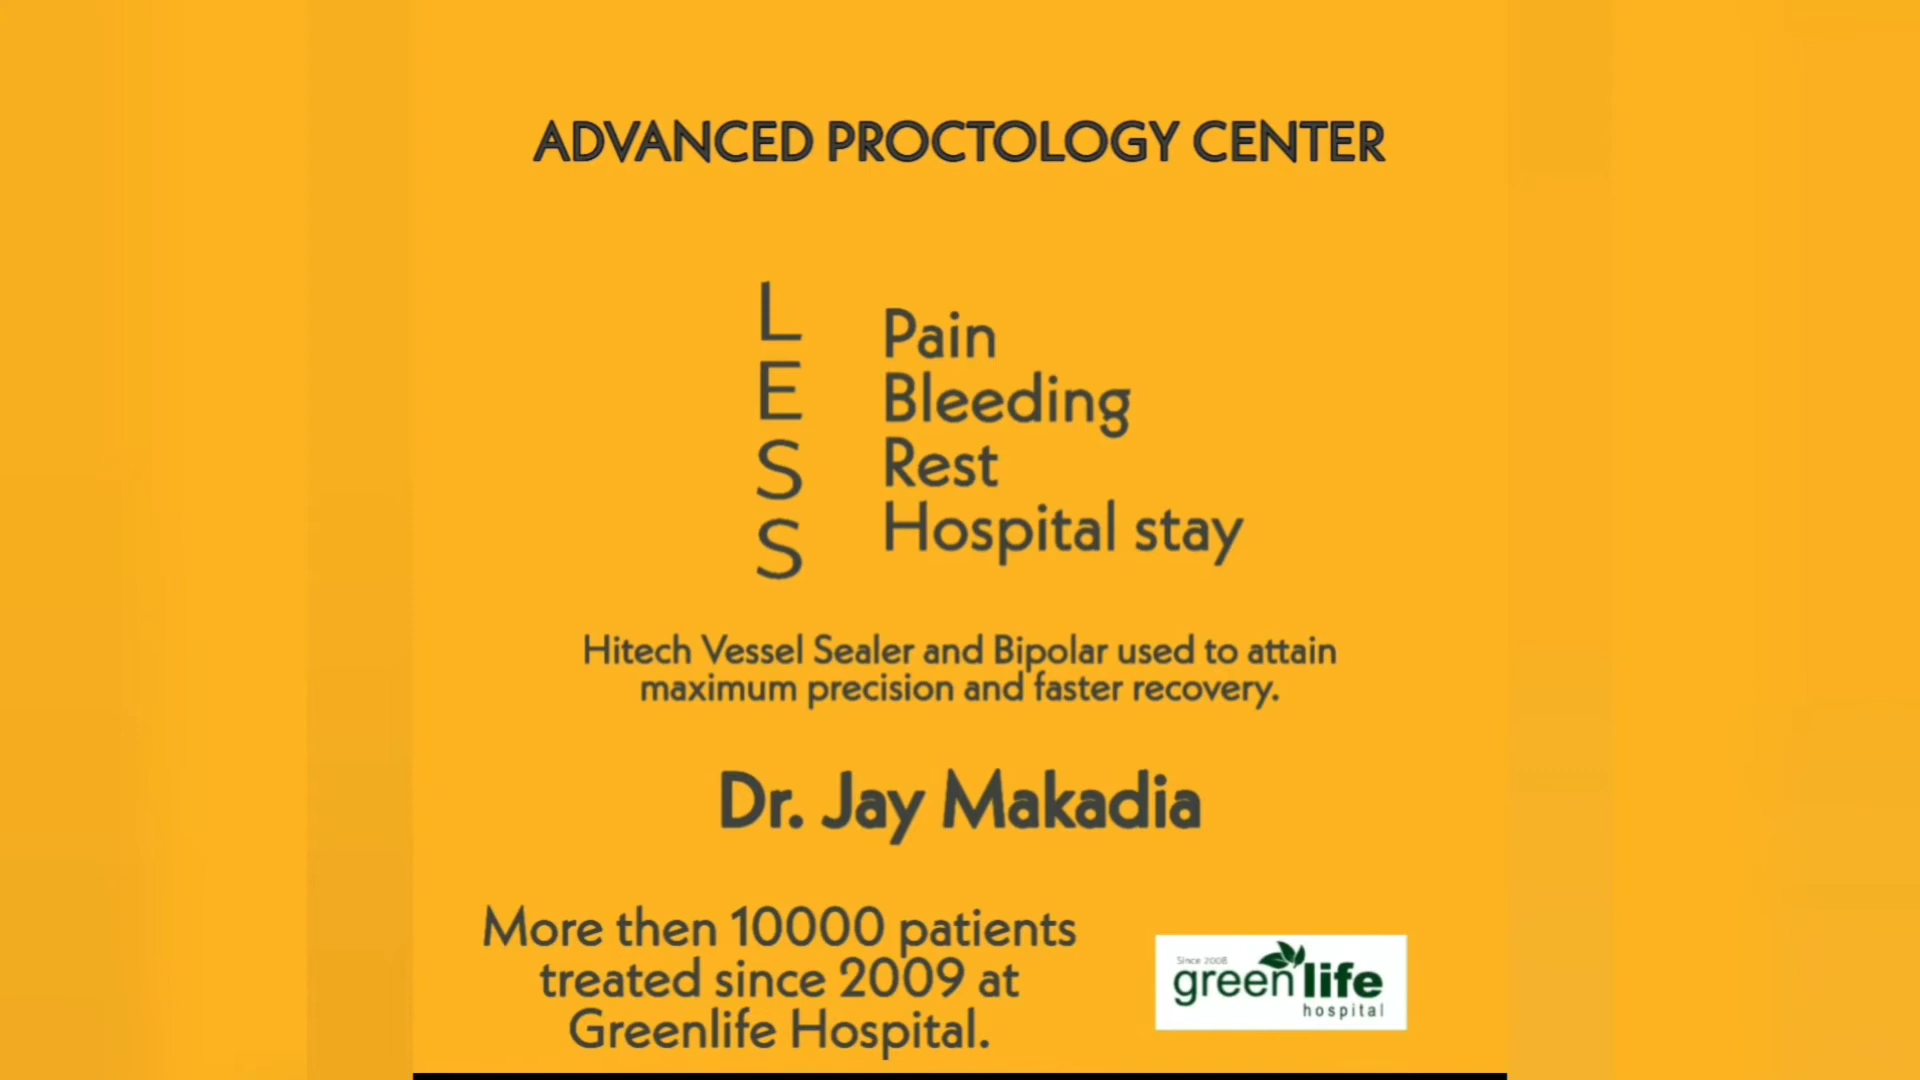 ADVANCED PROCTOLOGY CENTER
L
E
S
S
Pain
Bleeding
Rest
Hospital stay
Hitech Vessel Sealer and Bipolar used to attain
maximum precision and faster recovery.
Dr. Jay Makadia
More then 10000 patients
treated since 2009 at
Greenlife Hospital.
Since 2008
greenlife
hospital